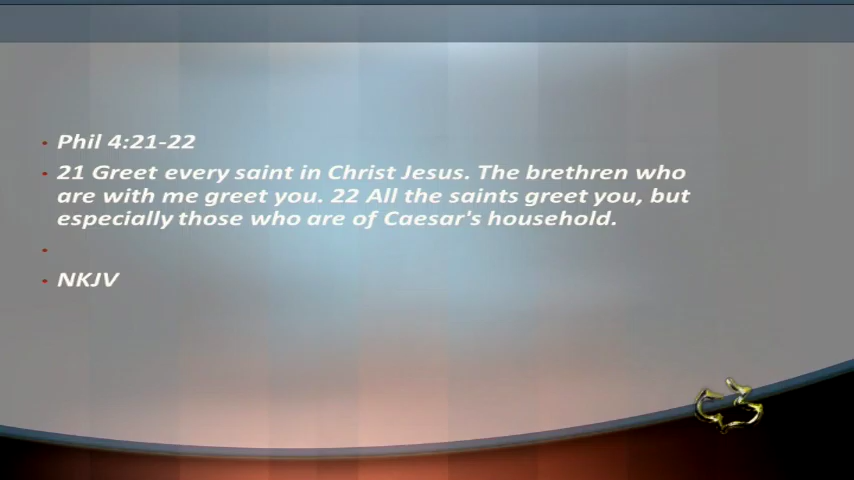 Phil 4:21-22
21 Greet every saint in Christ Jesus. The brethren who
are with me greet you. 22 All the saints greet you, but
especially those who are of Caesar's household.
NKJV